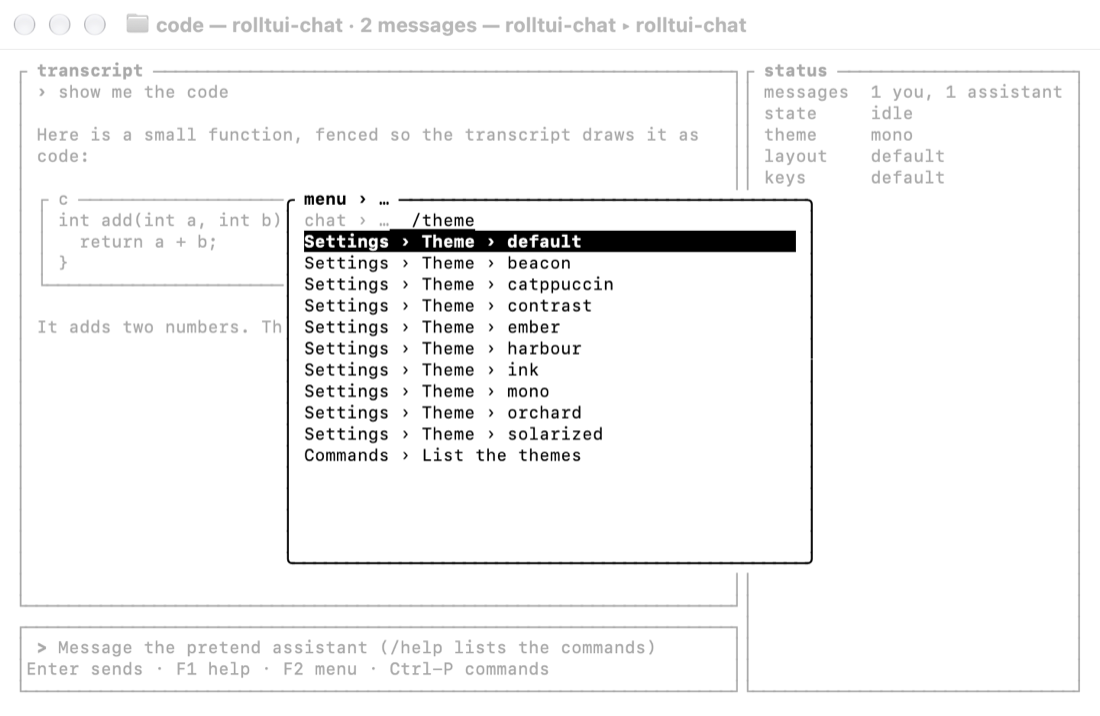 code — rolltui-chat · 2 messages — rolltui-chat ▸ rolltui-chat
transcript
› show me the code
Here is a small function, fenced so the transcript draws it as
code:
c
int add(int a, int b)
return a + b;
}
It adds two numbers. Th
status
messages 1 you, 1 assistant
state idle
theme mono
layout default
keys default
menu › …
chat › … /theme
Settings › Theme › default
Settings › Theme › beacon
Settings › Theme › catppuccin
Settings › Theme › contrast
Settings › Theme › ember
Settings › Theme › harbour
Settings › Theme › ink
Settings › Theme › mono
Settings › Theme › orchard
Settings › Theme › solarized
Commands › List the themes
> Message the pretend assistant (/help lists the commands)
Enter sends · F1 help · F2 menu · Ctrl-P commands